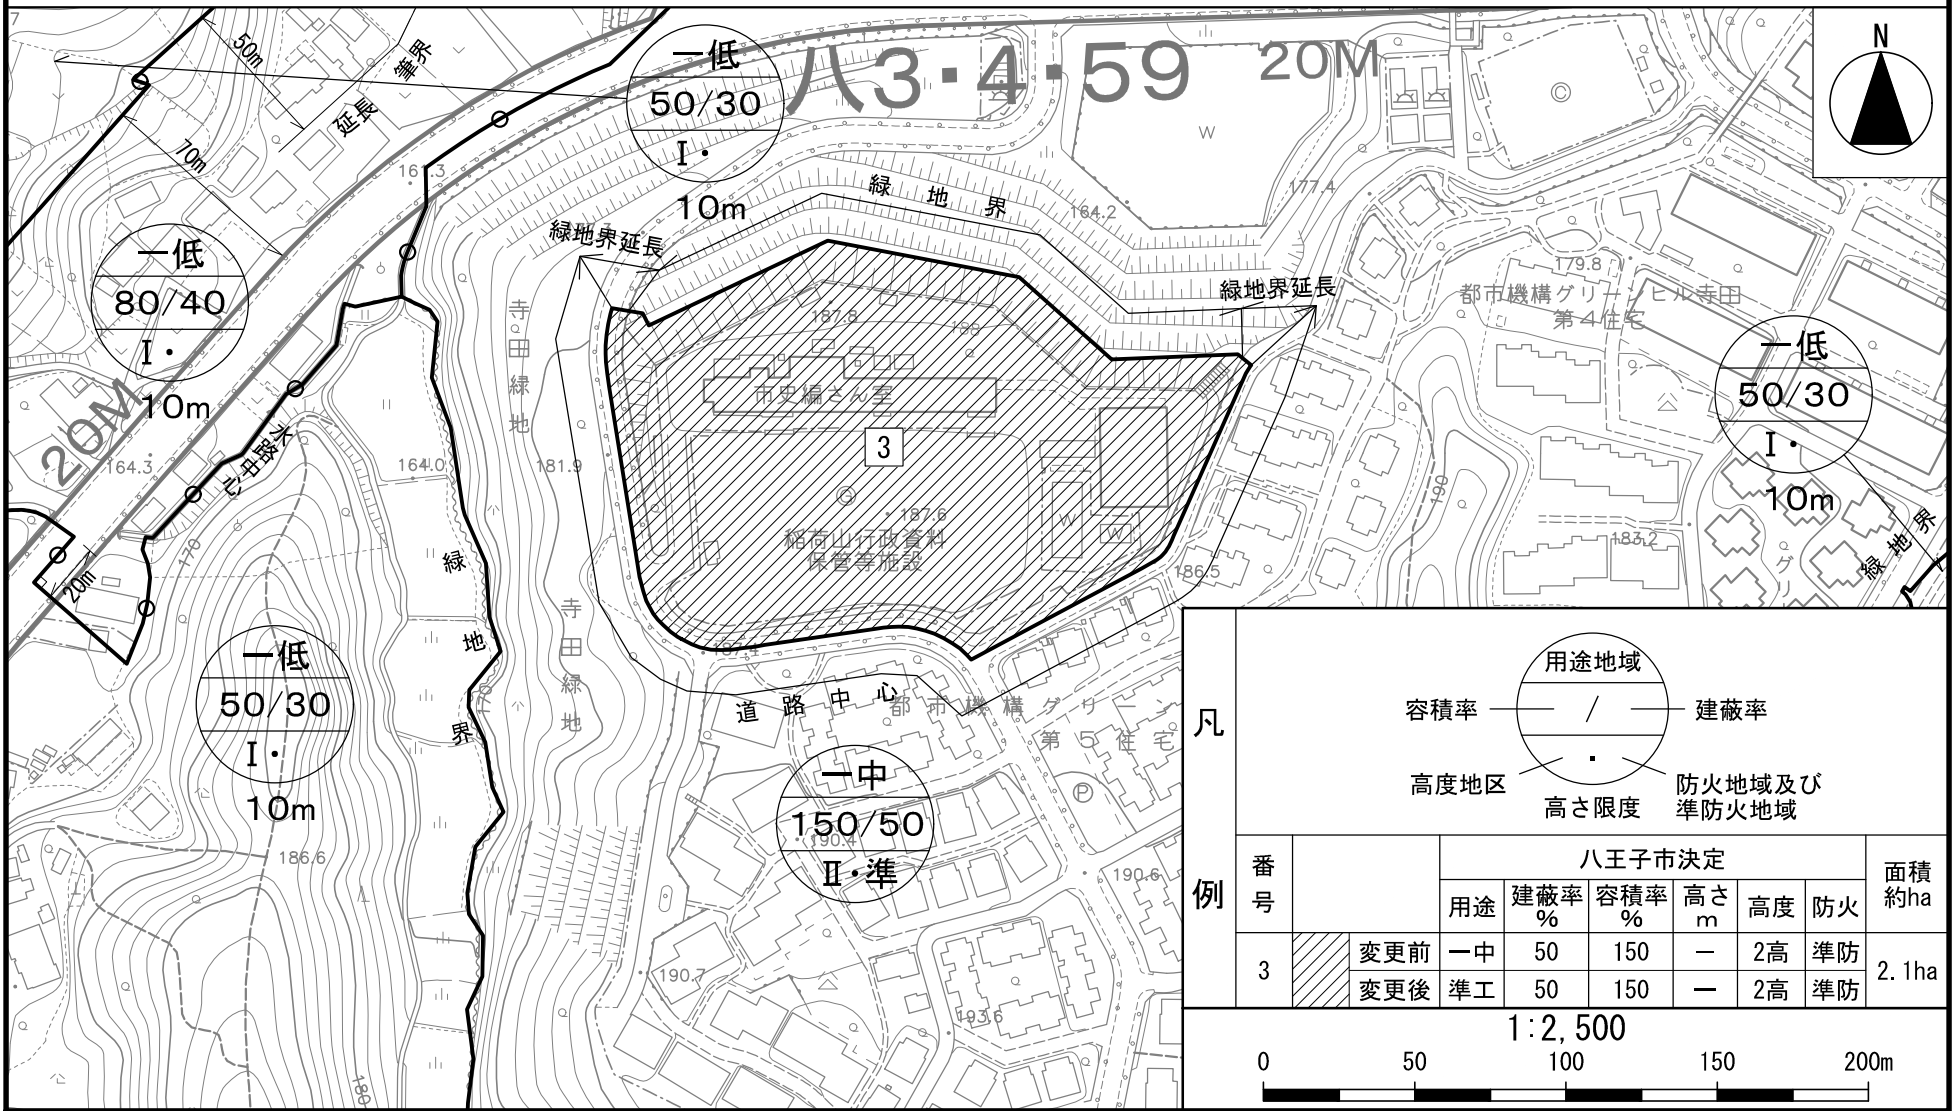 7
50m
筆界
延長
70m
161.3
一低
50/30
Ⅰ・
10m
八3・4・59
20M
W
©
N
一低
80/40
Ⅰ・
10m
20M
164.3
水路中心
164.0
緑地界
緑地界延長
164.2
177.4
緑地界延長
179.8
都市機構グリーンヒル寺田
第4住宅
一低
50/30
Ⅰ・
10m
寺田緑地
187.8
188
市史編さん室
3
181.9
G
187.6
稲荷山行政資料
保管等施設
W
W
186.5
190
183.2
緑地界
170
20m
緑地界
寺田緑地
187.4
道路中心
都市機構グリーン
第5住宅
一低
50/30
Ⅰ・
10m
170
186.6
180
一中
150/50
Ⅱ・準
190.4
P
190.6
190.7
193.6
凡例
用途地域
容積率
/
建蔽率
高度地区
・
防火地域及び
準防火地域
高さ限度
番号
八王子市決定
面積
約ha
用途 建蔽率% 容積率% 高さm 高度 防火
3 変更前 一中 50 150 — 2高 準防 2.1ha
変更後 準工 50 150 — 2高 準防
1:2,500
0 50 100 150 200m